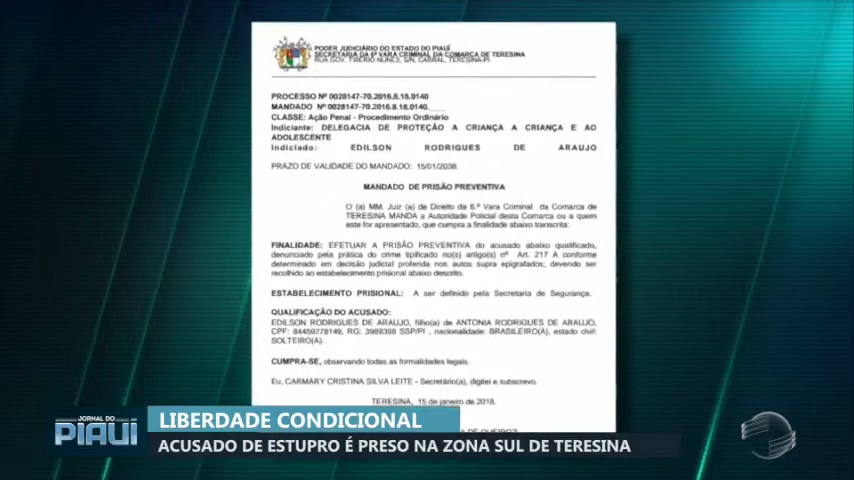 PODER JUDICIÁRIO DO ESTADO DO PIAUÍ
SECRETARIA DA 6ª VARA CRIMINAL DA COMARCA DE TERESINA
RUA GOV. TIBÉRIO NUNES, S/N, CABRAL, TERESINA-PI
PROCESSO Nº 0028147-70.2016.8.18.0140
MANDADO Nº 0028147-70.2016.8.18.0140.
CLASSE: Ação Penal - Procedimento Ordinário
Indiciante: DELEGACIA DE PROTEÇÃO A CRIANÇA A CRIANÇA E AO
ADOLESCENTE
Indiciado: EDILSON RODRIGUES DE ARAUJO
PRAZO DE VALIDADE DO MANDADO: 15/01/2038.
MANDADO DE PRISÃO PREVENTIVA
O (a) MM. Juiz (a) de Direito da 6.ª Vara Criminal da Comarca de
TERESINA MANDA a Autoridade Policial desta Comarca ou a quem
este for apresentado, que cumpra a finalidade abaixo transcrita:
FINALIDADE: EFETUAR A PRISÃO PREVENTIVA do acusado abaixo qualificado,
denunciado pela prática do crime tipificado no(s) artigo(s) nº Art. 217 A conforme
determinado em decisão judicial proferida nos autos supra epigrafados; devendo ser
recolhido ao estabelecimento prisional abaixo descrito.
ESTABELECIMENTO PRISIONAL: A ser definido pela Secretaria de Segurança.
QUALIFICAÇÃO DO ACUSADO:
EDILSON RODRIGUES DE ARAUJO, filho(a) de ANTONIA RODRIGUES DE ARAUJO,
CPF: 84459778149, RG: 3989398 SSP/PI , nacionalidade: BRASILEIRO(A), estado civil:
SOLTEIRO(A).
CUMPRA-SE, observando todas as formalidades legais.
Eu, CARMARY CRISTINA SILVA LEITE - Secretário(a), digitei e subscrevo.
TERESINA, 15 de janeiro de 2018.
JORNAL DO
PIAUÍ
LIBERDADE CONDICIONAL
ACUSADO DE ESTUPRO É PRESO NA ZONA SUL DE TERESINA